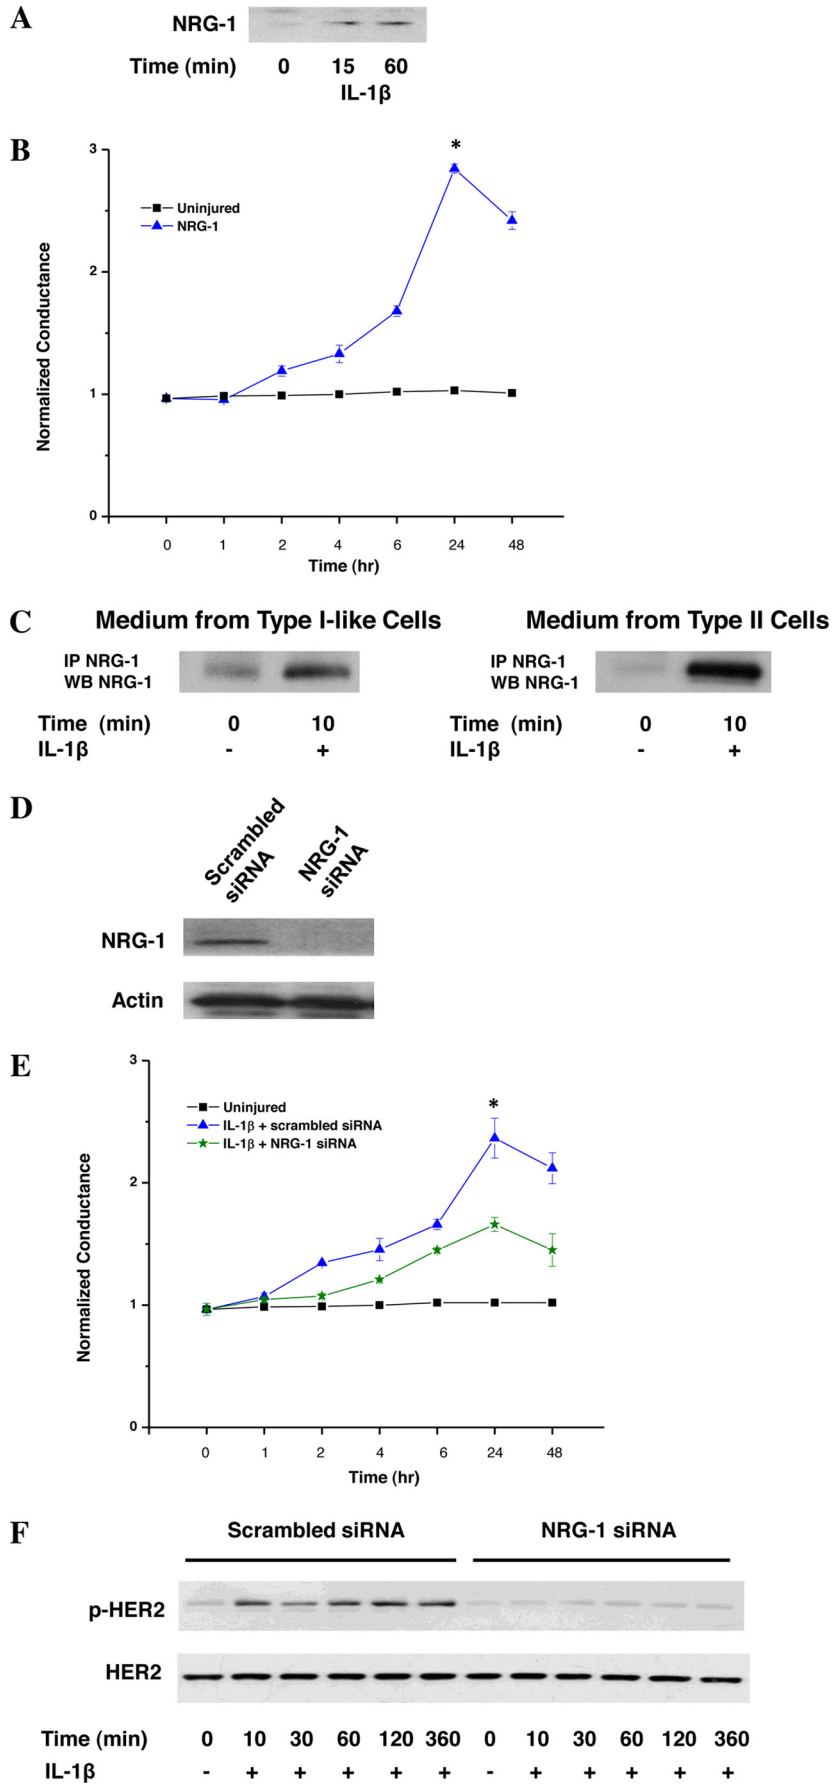 A
NRG-1
Time (min) 0 15 60
IL-1β
B
3
*
Uninjured
NRG-1
2
Normalized Conductance
1
0
0 1 2 4 6 24 48
Time (hr)
C
Medium from Type I-like Cells Medium from Type II Cells
IP NRG-1 IP NRG-1
WB NRG-1 WB NRG-1
Time (min) 0 10 Time (min) 0 10
IL-1β - + IL-1β - +
D
Scrambled
siRNA
NRG-1
siRNA
NRG-1
Actin
E
3
*
Uninjured
IL-1β + scrambled siRNA
IL-1β + NRG-1 siRNA
2
Normalized Conductance
1
0
0 1 2 4 6 24 48
Time (hr)
F
Scrambled siRNA NRG-1 siRNA
p-HER2
HER2
Time (min) 0 10 30 60 120 360 0 10 30 60 120 360
IL-1β - + + + + + - + + + + +